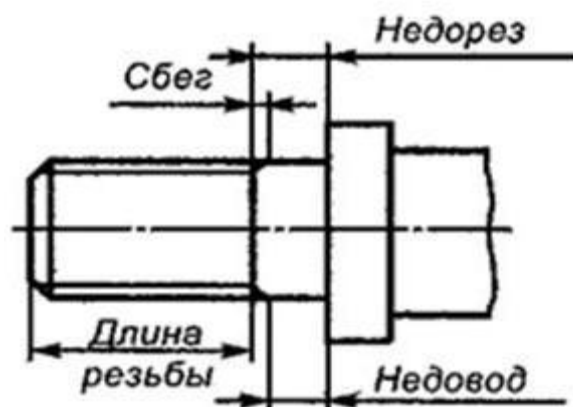 Недорез
Сбег
Длина
резьбы
Недовод